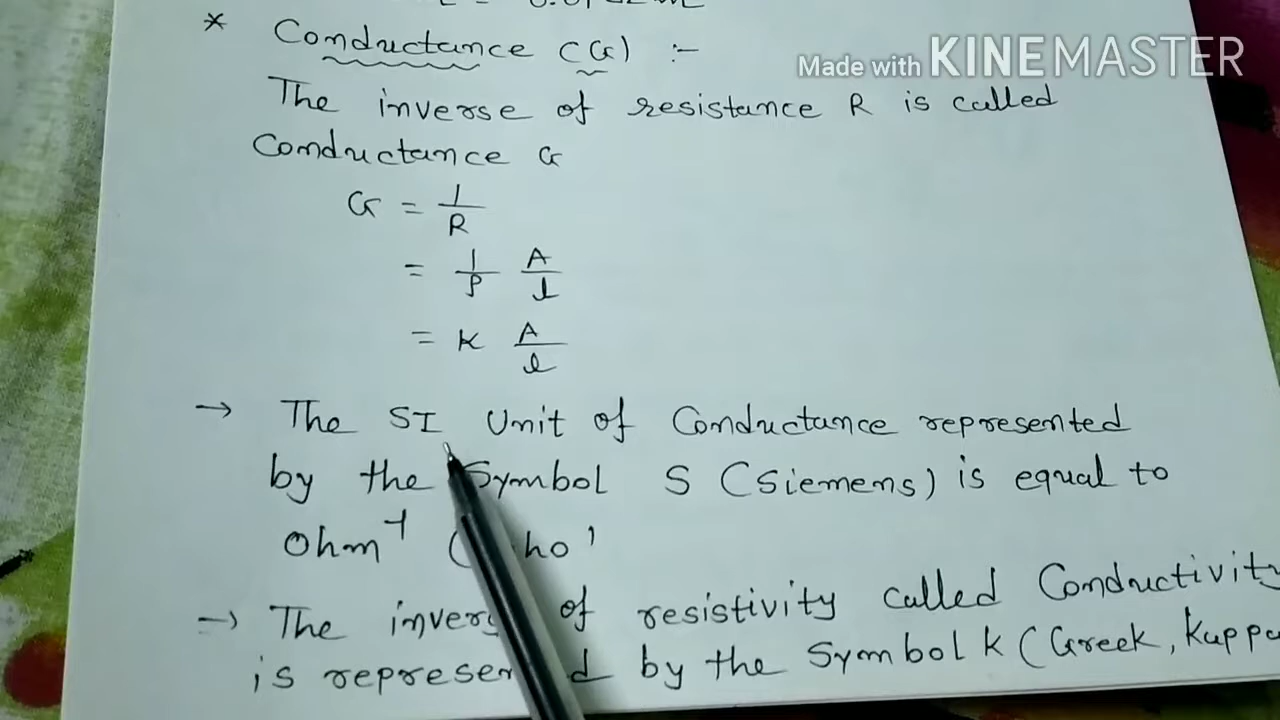 * Conductance (G) :-
Made with KINEMASTER
The inverse of resistance R is called
Conductance G
G = 1/R
= 1/ρ A/l
= K A/l
→ The SI Unit of Conductance represented
by the Symbol S (Siemens) is equal to
Ohm⁻¹
→ The of resistivity called Conductivity
is by the Symbol K (Greek, Kuppa